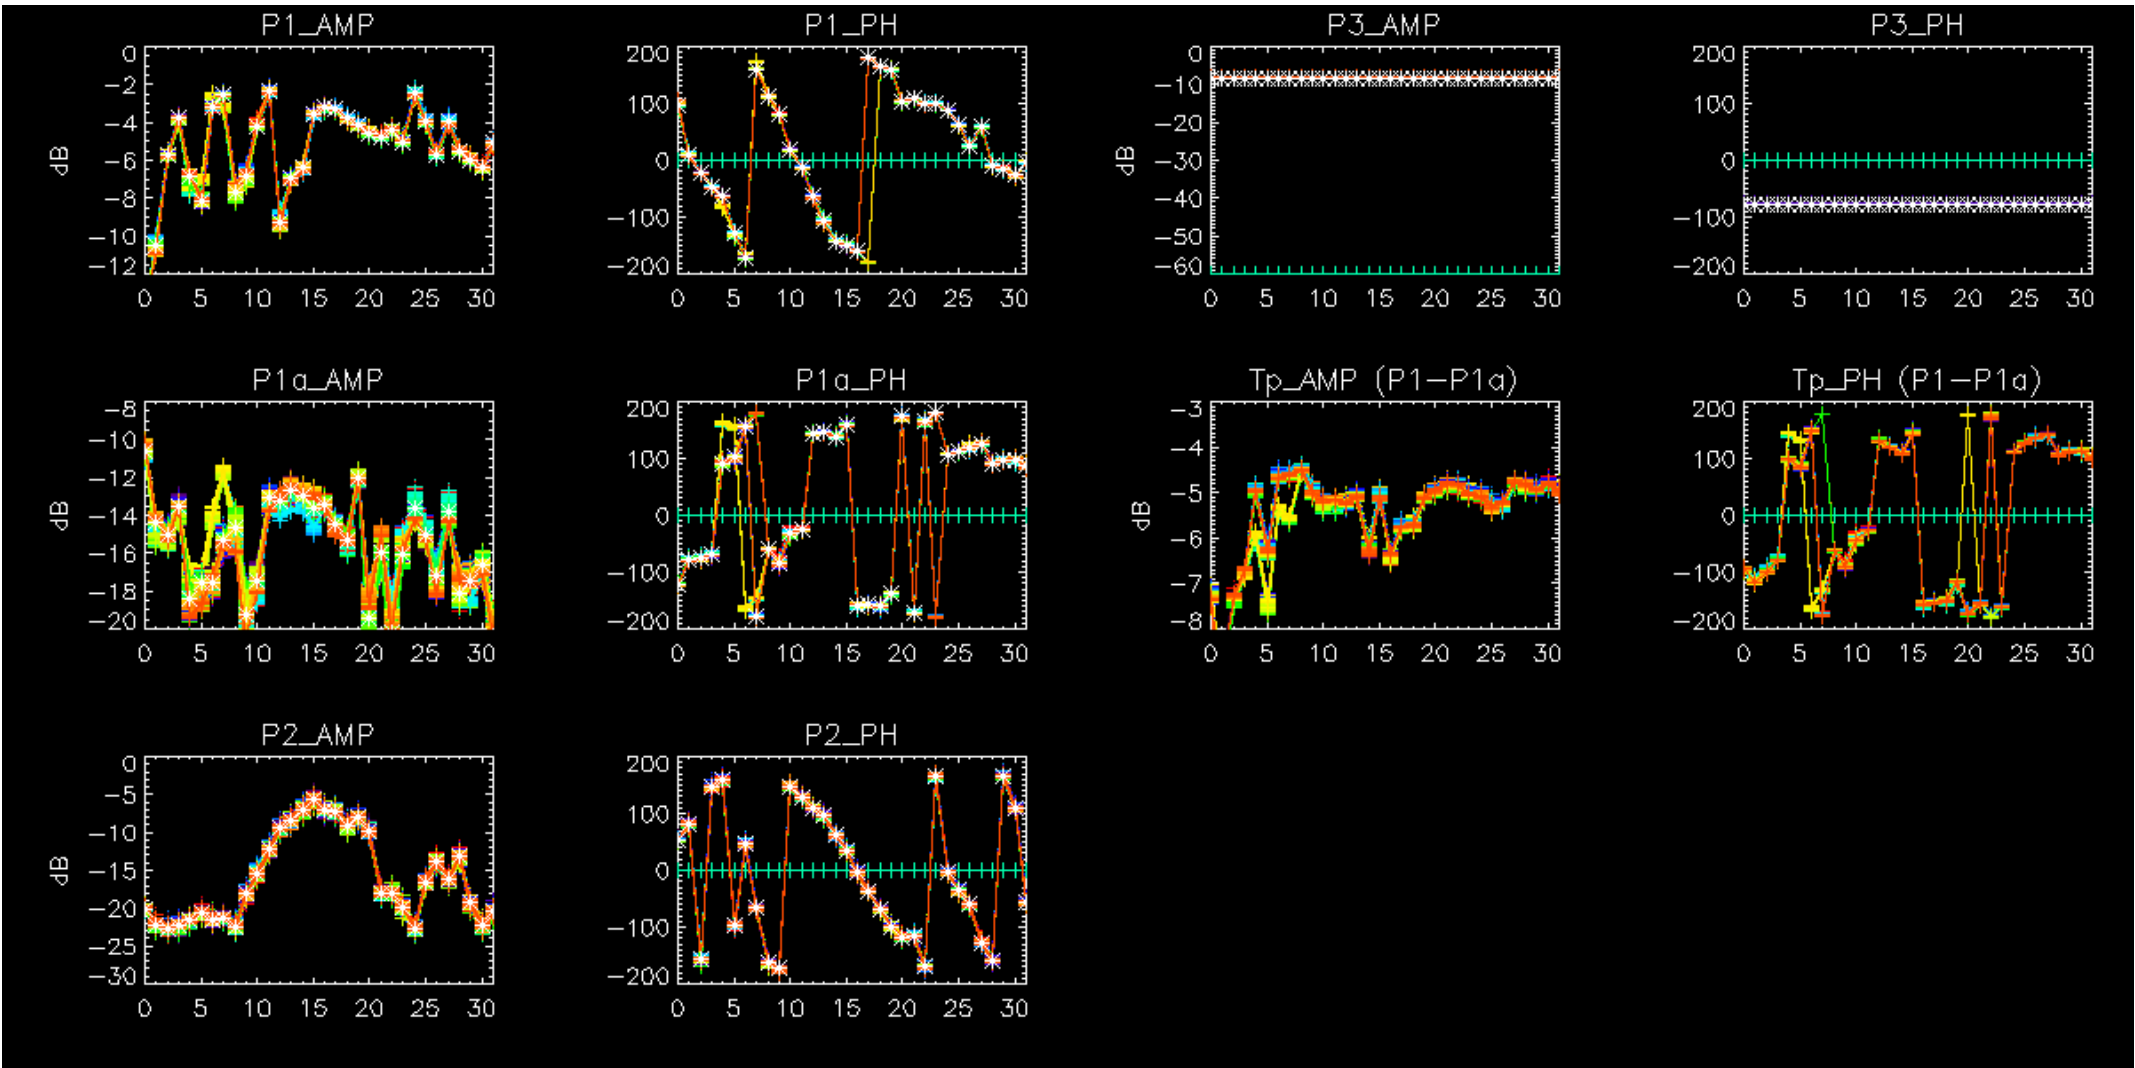 P1_AMP P1_PH P3_AMP P3_PH
0 200 0 200
-2 100 -10 100
-4 0 -20 0
-6 -100 -30 -100
-8 -200 -40 -200
-10 -50
-12 -60
dB dB
0 5 10 15 20 25 30 0 5 10 15 20 25 30 0 5 10 15 20 25 30 0 5 10 15 20 25 30
P1a_AMP P1a_PH Tp_AMP (P1-P1a) Tp_PH (P1-P1a)
-8 200 -3 200
-10 100 -4 100
-12 0 -5 0
-14 -100 -6 -100
-16 -200 -7 -200
-18 -8
-20
dB dB
0 5 10 15 20 25 30 0 5 10 15 20 25 30 0 5 10 15 20 25 30 0 5 10 15 20 25 30
P2_AMP P2_PH
0 200
-5 100
-10 0
-15 -100
-20 -200
-25
-30
dB
0 5 10 15 20 25 30 0 5 10 15 20 25 30